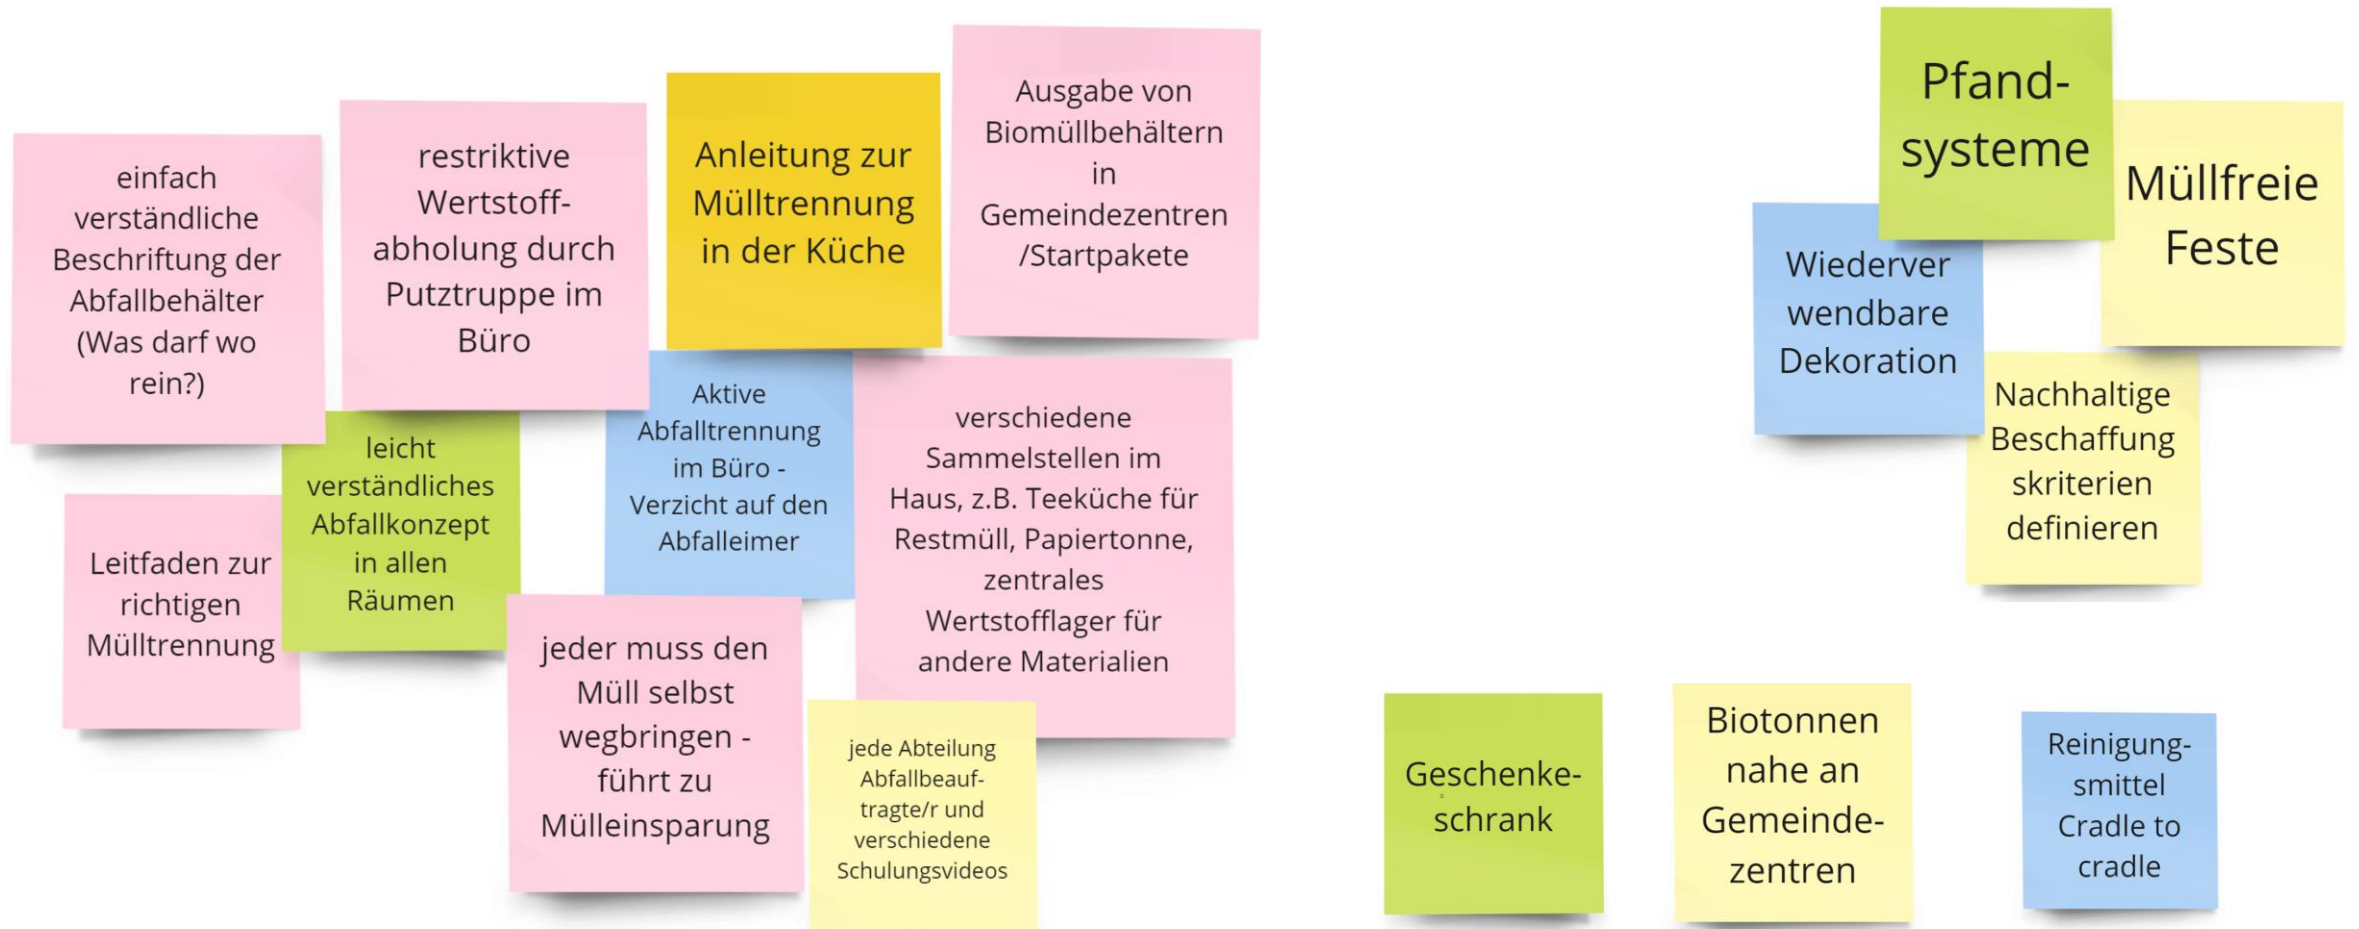 einfach
verständliche
Beschriftung der
Abfallbehälter
(Was darf wo
rein?)
restriktive
Wertstoff-
abholung durch
Putztruppe im
Büro
Anleitung zur
Mülltrennung
in der Küche
Ausgabe von
Biomüllbehältern
in
Gemeindezentren
/Startpakete
Leitfaden zur
richtigen
Mülltrennung
leicht
verständliches
Abfallkonzept
in allen
Räumen
Aktive
Abfalltrennung
im Büro -
Verzicht auf den
Abfalleimer
verschiedene
Sammelstellen im
Haus, z.B. Teeküche für
Restmüll, Papiertonne,
zentrales
Wertstofflager für
andere Materialien
jeder muss den
Müll selbst
wegbringen -
führt zu
Mülleinsparung
jede Abteilung
Abfallbeauf-
tragte/r und
verschiedene
Schulungsvideos
Pfand-
systeme
Müllfreie
Feste
Wiederver
wendbare
Dekoration
Nachhaltige
Beschaffung
skriterien
definieren
Geschenke-
schrank
Biotonnen
nahe an
Gemeinde-
zentren
Reinigung-
smittel
Cradle to
cradle